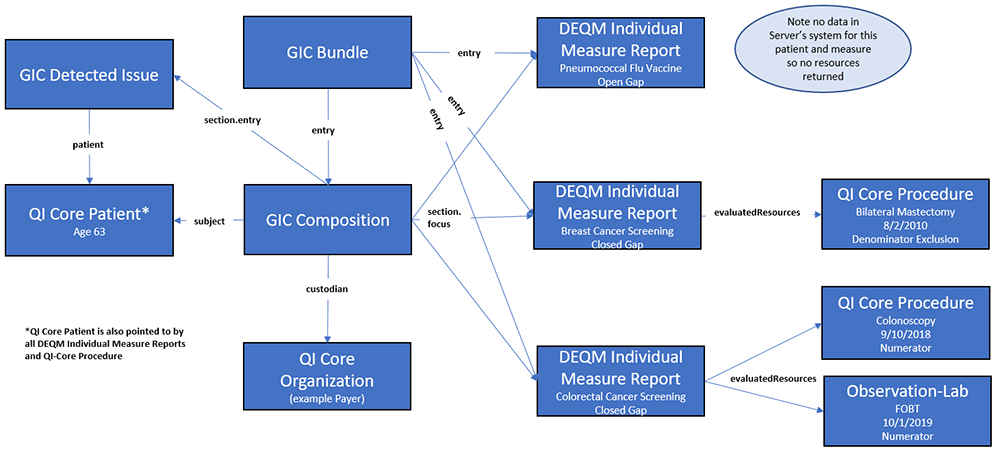 GIC Detected Issue
GIC Bundle
entry
DEQM Individual
Measure Report
Pneumococcal Flu Vaccine
Open Gap
Note no data in
Server's system for this
patient and measure
so no resources
returned
section.entry
entry
entry
entry
patient
QI Core Patient*
Age 63
subject
GIC Composition
section.
focus
DEQM Individual
Measure Report
Breast Cancer Screening
Closed Gap
evaluatedResources
QI Core Procedure
Bilateral Mastectomy
8/2/2010
Denominator Exclusion
custodian
*QI Core Patient is also pointed to by
all DEQM Individual Measure Reports
and QI-Core Procedure
QI Core
Organization
(example Payer)
DEQM Individual
Measure Report
Colorectal Cancer Screening
Closed Gap
evaluatedResources
QI Core Procedure
Colonoscopy
9/10/2018
Numerator
Observation-Lab
FOBT
10/1/2019
Numerator